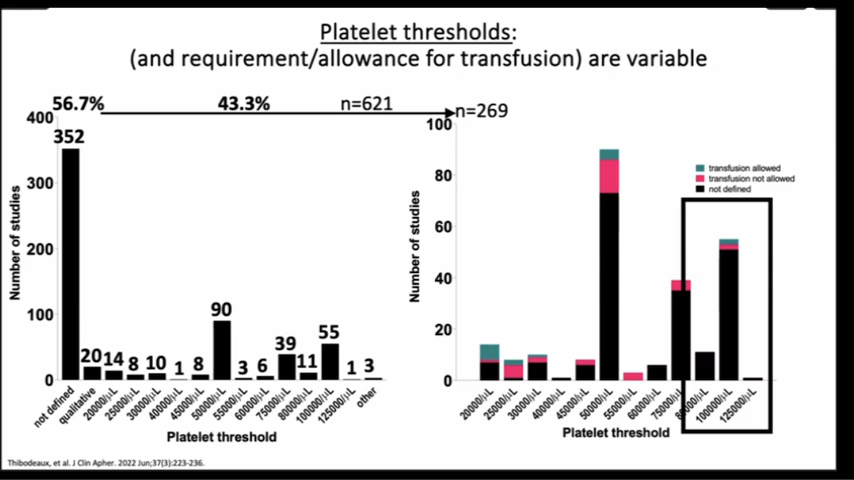 Platelet thresholds:
(and requirement/allowance for transfusion) are variable
56.7%
43.3%
n=621
n=269
Number of studies
400
300
200
100
0
352
20
14
8
10
1
8
90
3
6
39
11
55
1
3
not defined
qualitative
20000/µL
25000/µL
30000/µL
40000/µL
45000/µL
50000/µL
55000/µL
60000/µL
75000/µL
80000/µL
100000/µL
125000/µL
other
Platelet threshold
Number of studies
100
80
60
40
20
0
transfusion allowed
transfusion not allowed
not defined
20000/µL
25000/µL
30000/µL
40000/µL
45000/µL
50000/µL
55000/µL
60000/µL
75000/µL
80000/µL
100000/µL
125000/µL
Platelet threshold
Thibodeaux, et al. J Clin Apher. 2022 Jun;37(3):223-236.